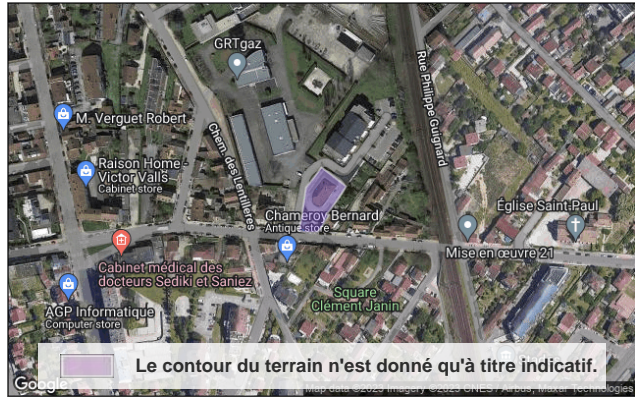 GRTgaz
Rue Philippe Guignard
M. Verguet Robert
Chem. des Lentilleres
Raison Home -
Victor Valls
Cabinet store
Église Saint-Paul
Chameroy Bernard
Antique store
Mise en œuvre 21
Cabinet médical des
docteurs Sediki et Saniez
Square
Clément Janin
AGP Informatique
Computer store
Le contour du terrain n'est donné qu'à titre indicatif.
Google
Map data ©2023 Imagery ©2023 CNES / Airbus, Maxar Technologies